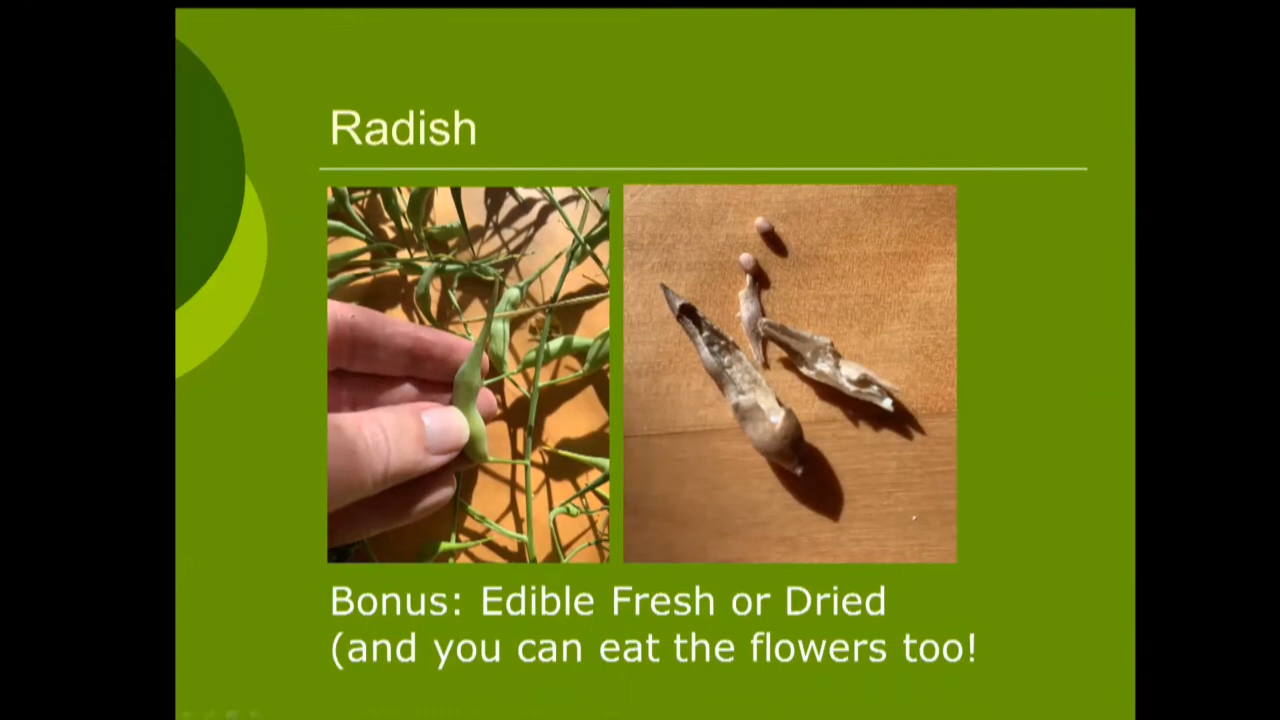 Radish
Bonus: Edible Fresh or Dried
(and you can eat the flowers too!